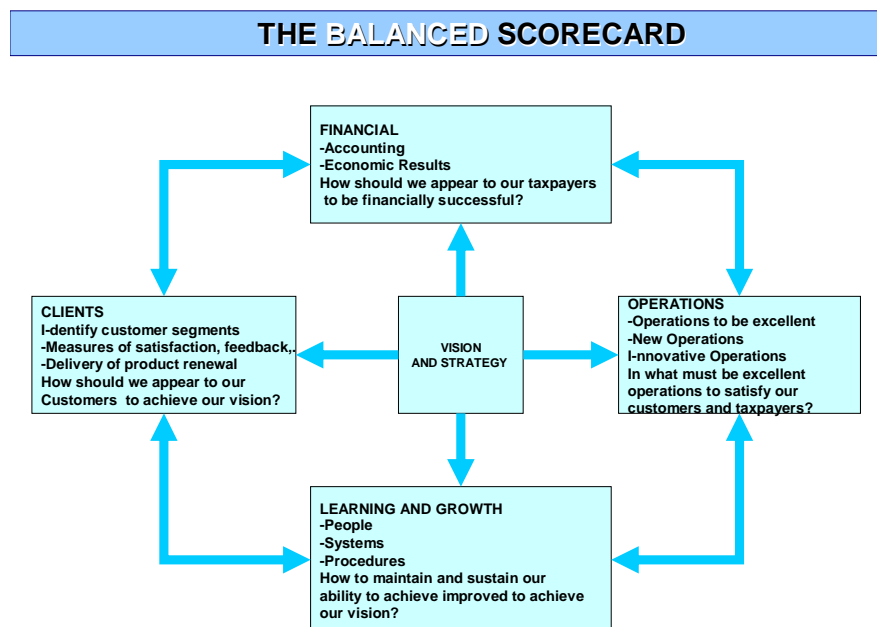 THE BALANCED SCORECARD
FINANCIAL
-Accounting
-Economic Results
How should we appear to our taxpayers
to be financially successful?
CLIENTS
I-dentify customer segments
-Measures of satisfaction, feedback,.
-Delivery of product renewal
How should we appear to our
Customers to achieve our vision?
VISION
AND STRATEGY
OPERATIONS
-Operations to be excellent
-New Operations
I-nnovative Operations
In what must be excellent
operations to satisfy our
customers and taxpayers?
LEARNING AND GROWTH
-People
-Systems
-Procedures
How to maintain and sustain our
ability to achieve improved to achieve
our vision?